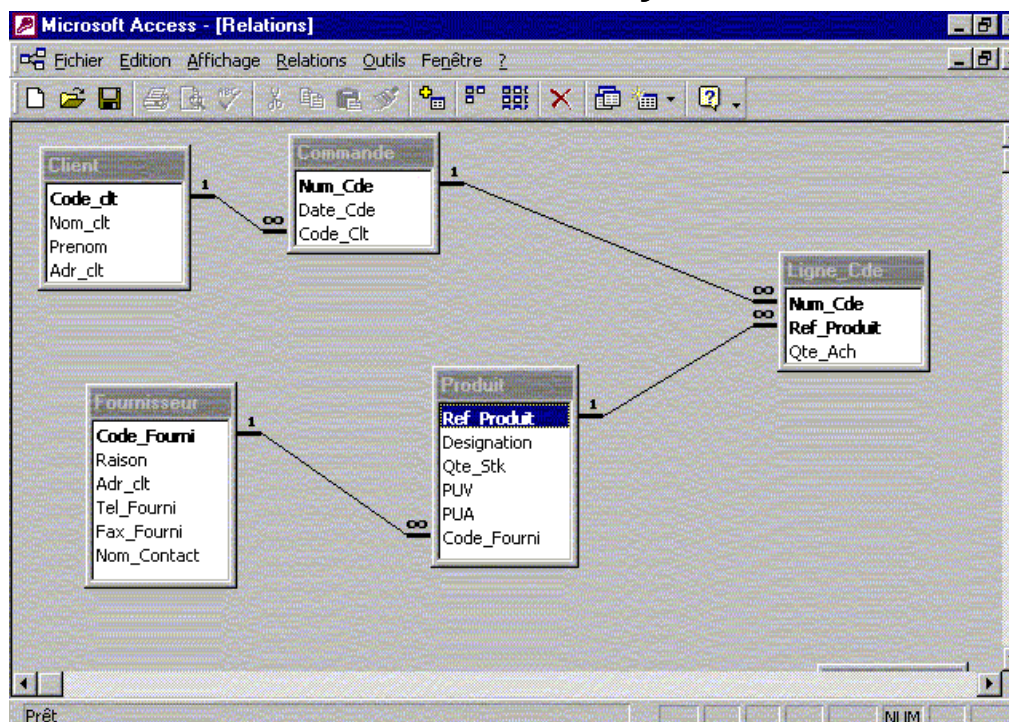 Microsoft Access - [Relations]
Fichier Edition Affichage Relations Outils Fenêtre ?
Client
Code_clt
Nom_clt
Prenom
Adr_clt
1
∞
Commande
Num_Cde
Date_Cde
Code_Clt
1
∞
∞
Ligne_Cde
Num_Cde
Ref_Produit
Qte_Ach
Fournisseur
Code_Fourni
Raison
Adr_clt
Tel_Fourni
Fax_Fourni
Nom_Contact
1
∞
Produit
Ref_Produit
Designation
Qte_Stk
PUV
PUA
Code_Fourni
1
Prêt
NUM